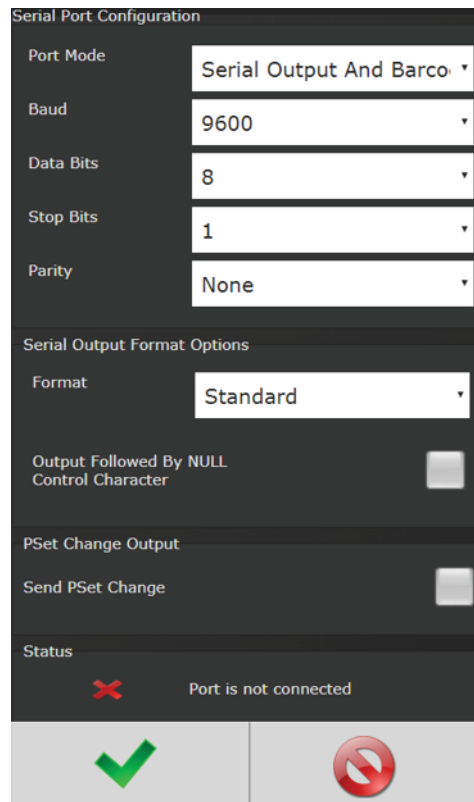 Serial Port Configuration
Port Mode
Serial Output And Barco
Baud
9600
Data Bits
8
Stop Bits
1
Parity
None
Serial Output Format Options
Format
Standard
Output Followed By NULL
Control Character
PSet Change Output
Send PSet Change
Status
Port is not connected